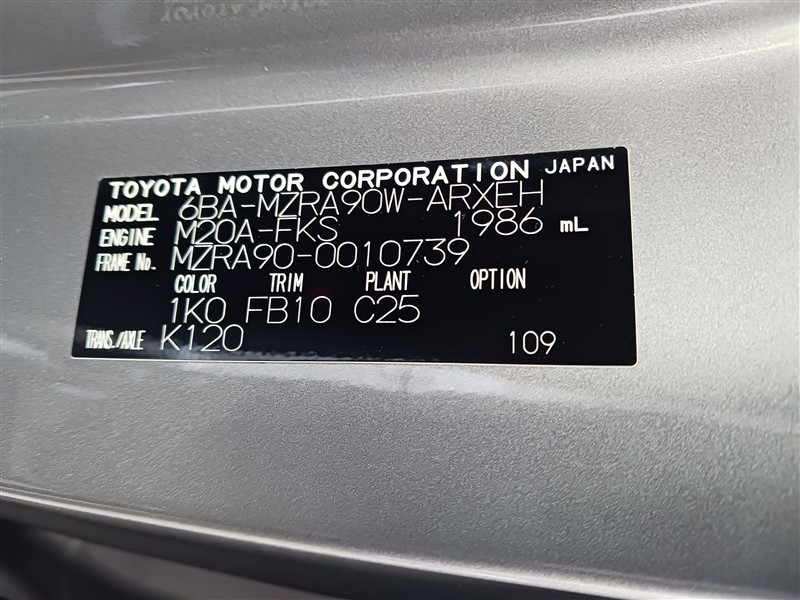 TOYOTA MOTOR CORPORATION JAPAN
MODEL 6BA-MZRA90W-ARXEH
ENGINE M20A-FKS 1986 mL
FRAME No. MZRA90-0010739
COLOR TRIM PLANT OPTION
1K0 FB10 C25
TRANS./AXLE K120 109